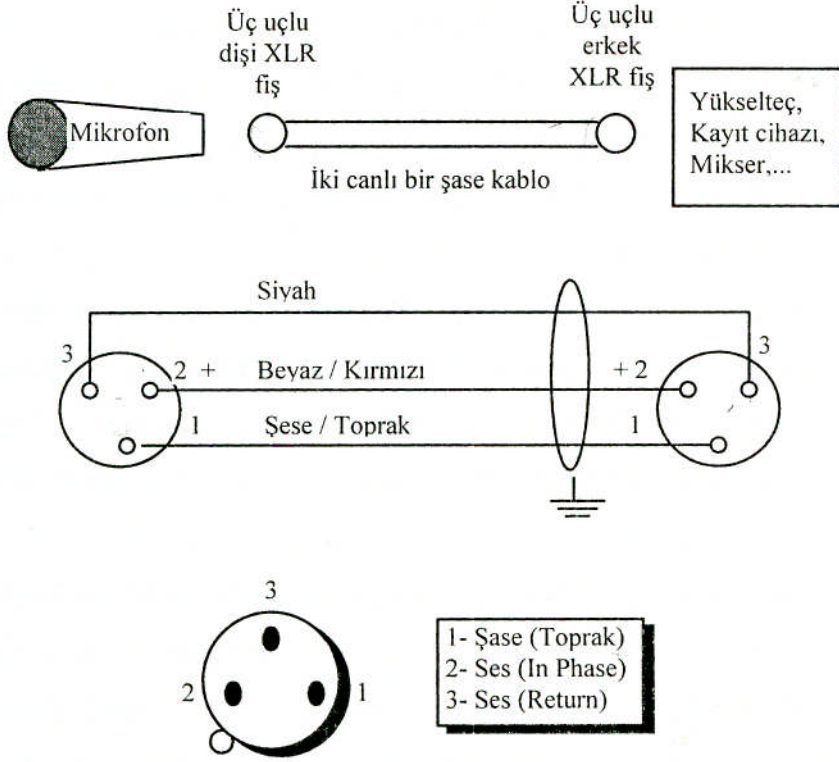 Üç uçlu
dişi XLR
fiş
Üç uçlu
erkek
XLR fiş
Mikrofon
Yükselteç,
Kayıt cihazı,
Mikser,...
İki canlı bir şase kablo
Siyah
3
3
2 +
Beyaz / Kırmızı
+ 2
1
Şese / Toprak
1
3
2
1
1- Şase (Toprak)
2- Ses (In Phase)
3- Ses (Return)